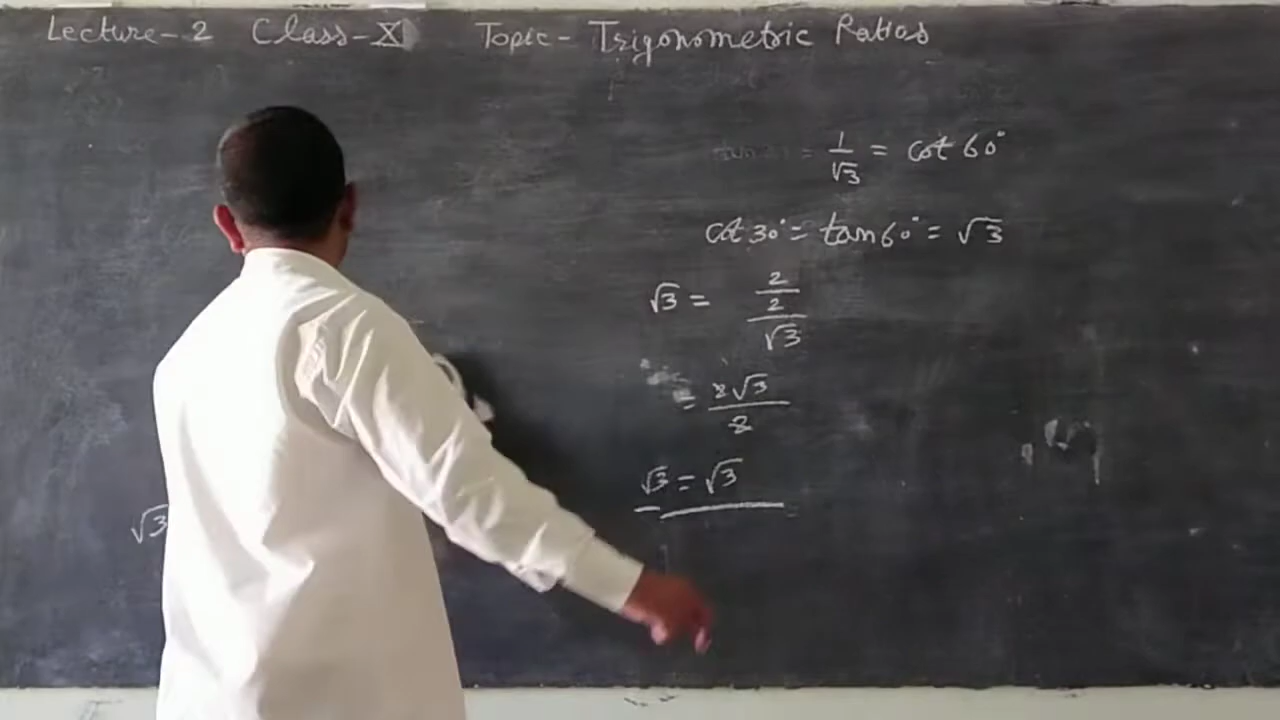 Lecture-2 Class-X Topic- Trigonometric Ratios
tan = 1/√3 = cot 60°
cot 30° = tan 60° = √3
√3 = 2/(2/√3)
= 2√3/2
√3 = √3
√3